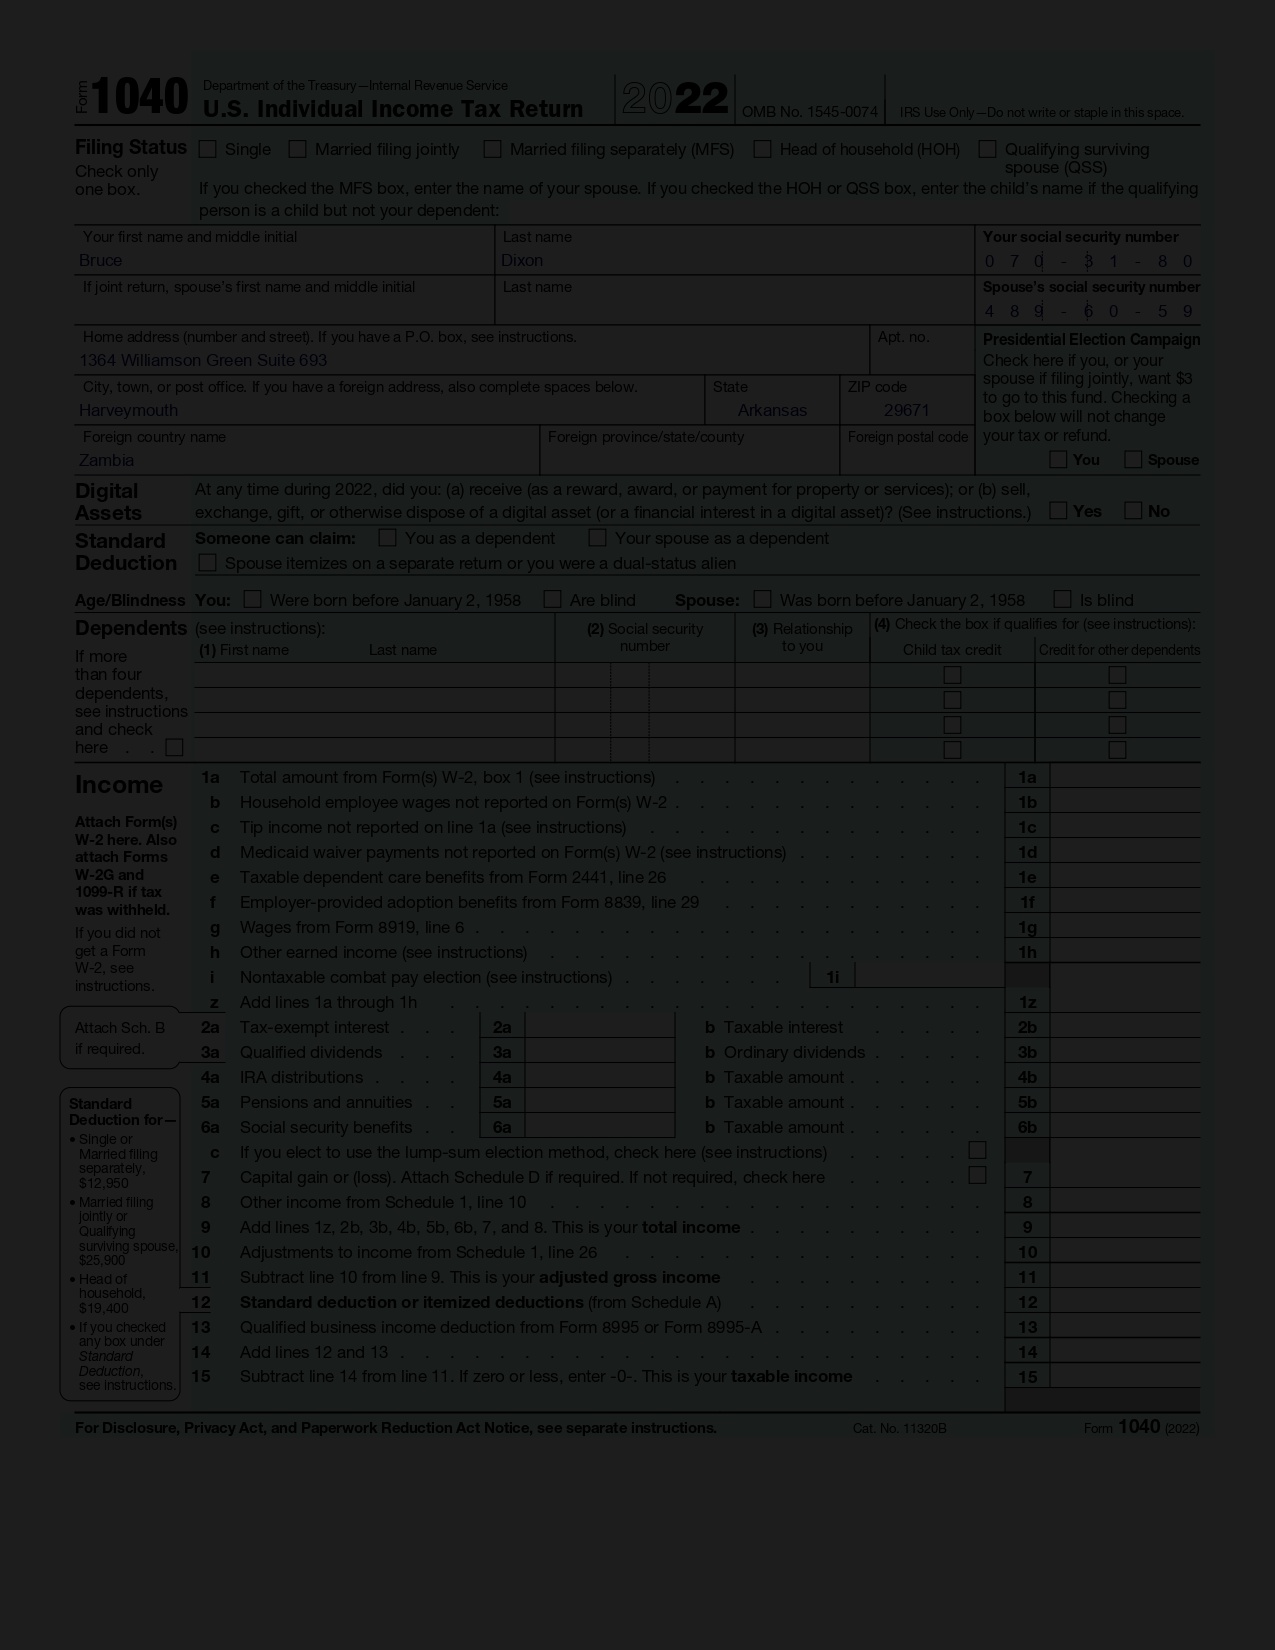 Form 1040 Department of the Treasury—Internal Revenue Service
U.S. Individual Income Tax Return 2022 OMB No. 1545-0074 IRS Use Only—Do not write or staple in this space.
Filing Status Single Married filing jointly Married filing separately (MFS) Head of household (HOH) Qualifying surviving spouse (QSS)
Check only
one box.
If you checked the MFS box, enter the name of your spouse. If you checked the HOH or QSS box, enter the child's name if the qualifying
person is a child but not your dependent:
Your first name and middle initial Last name Your social security number
Bruce Dixon 070-31-80
If joint return, spouse's first name and middle initial Last name Spouse's social security number
489-60-59
Home address (number and street). If you have a P.O. box, see instructions. Apt. no.
1364 Williamson Green Suite 693
City, town, or post office. If you have a foreign address, also complete spaces below. State ZIP code
Harveymouth Arkansas 29671
Foreign country name Foreign province/state/county Foreign postal code
Zambia
Presidential Election Campaign
Check here if you, or your
spouse if filing jointly, want $3
to go to this fund. Checking a
box below will not change
your tax or refund.
You Spouse
Digital
Assets
At any time during 2022, did you: (a) receive (as a reward, award, or payment for property or services); or (b) sell,
exchange, gift, or otherwise dispose of a digital asset (or a financial interest in a digital asset)? (See instructions.) Yes No
Standard
Deduction
Someone can claim: You as a dependent Your spouse as a dependent
Spouse itemizes on a separate return or you were a dual-status alien
Age/Blindness You: Were born before January 2, 1958 Are blind Spouse: Was born before January 2, 1958 Is blind
Dependents (see instructions): (2) Social security number (3) Relationship to you (4) Check the box if qualifies for (see instructions):
(1) First name Last name Child tax credit Credit for other dependents
If more
than four
dependents,
see instructions
and check
here . .
Income
Attach Form(s)
W-2 here. Also
attach Forms
W-2G and
1099-R if tax
was withheld.
If you did not
get a Form
W-2, see
instructions.
1a Total amount from Form(s) W-2, box 1 (see instructions) 1a
b Household employee wages not reported on Form(s) W-2 1b
c Tip income not reported on line 1a (see instructions) 1c
d Medicaid waiver payments not reported on Form(s) W-2 (see instructions) 1d
e Taxable dependent care benefits from Form 2441, line 26 1e
f Employer-provided adoption benefits from Form 8839, line 29 1f
g Wages from Form 8919, line 6 1g
h Other earned income (see instructions) 1h
i Nontaxable combat pay election (see instructions) 1i
z Add lines 1a through 1h 1z
Attach Sch. B
if required.
2a Tax-exempt interest 2a b Taxable interest 2b
3a Qualified dividends 3a b Ordinary dividends 3b
4a IRA distributions 4a b Taxable amount 4b
5a Pensions and annuities 5a b Taxable amount 5b
6a Social security benefits 6a b Taxable amount 6b
c If you elect to use the lump-sum election method, check here (see instructions)
7 Capital gain or (loss). Attach Schedule D if required. If not required, check here 7
8 Other income from Schedule 1, line 10 8
9 Add lines 1z, 2b, 3b, 4b, 5b, 6b, 7, and 8. This is your total income 9
10 Adjustments to income from Schedule 1, line 26 10
11 Subtract line 10 from line 9. This is your adjusted gross income 11
12 Standard deduction or itemized deductions (from Schedule A) 12
13 Qualified business income deduction from Form 8995 or Form 8995-A 13
14 Add lines 12 and 13 14
15 Subtract line 14 from line 11. If zero or less, enter -0-. This is your taxable income 15
Standard
Deduction for—
• Single or
Married filing
separately,
$12,950
• Married filing
jointly or
Qualifying
surviving spouse,
$25,900
• Head of
household,
$19,400
• If you checked
any box under
Standard
Deduction,
see instructions.
For Disclosure, Privacy Act, and Paperwork Reduction Act Notice, see separate instructions. Cat. No. 11320B Form 1040 (2022)